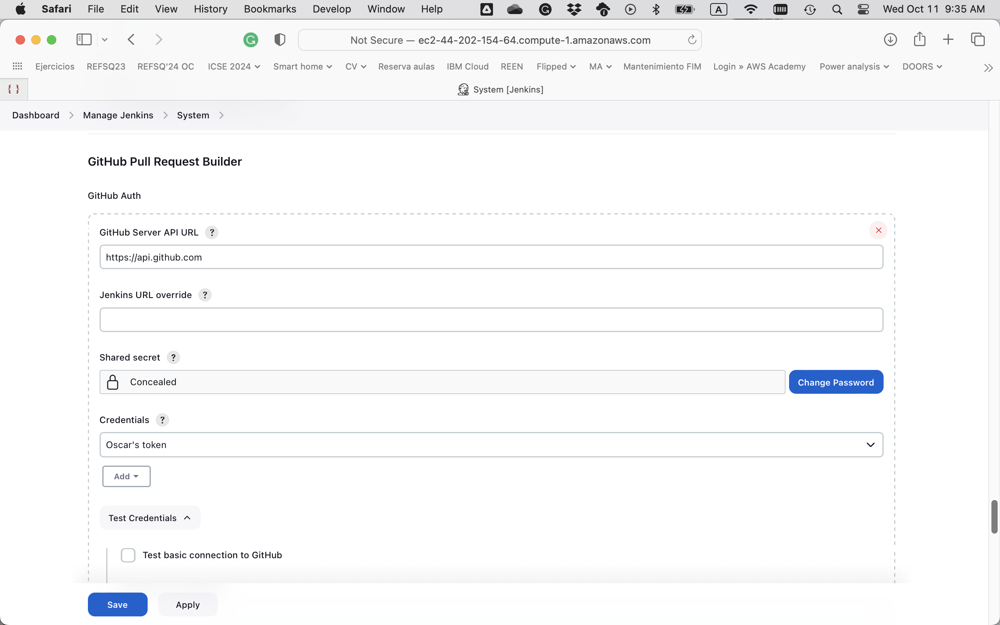 Safari File Edit View History Bookmarks Develop Window Help A Wed Oct 11 9:35 AM
Not Secure — ec2-44-202-154-64.compute-1.amazonaws.com
Ejercicios REFSQ23 REFSQ'24 OC ICSE 2024 Smart home CV Reserva aulas IBM Cloud REEN Flipped MA Mantenimiento FIM Login » AWS Academy Power analysis DOORS
{ } System [Jenkins]
Dashboard > Manage Jenkins > System >
GitHub Pull Request Builder
GitHub Auth
GitHub Server API URL ?
https://api.github.com
Jenkins URL override ?
Shared secret ?
Concealed Change Password
Credentials ?
Oscar's token
Add
Test Credentials
Test basic connection to GitHub
Save Apply